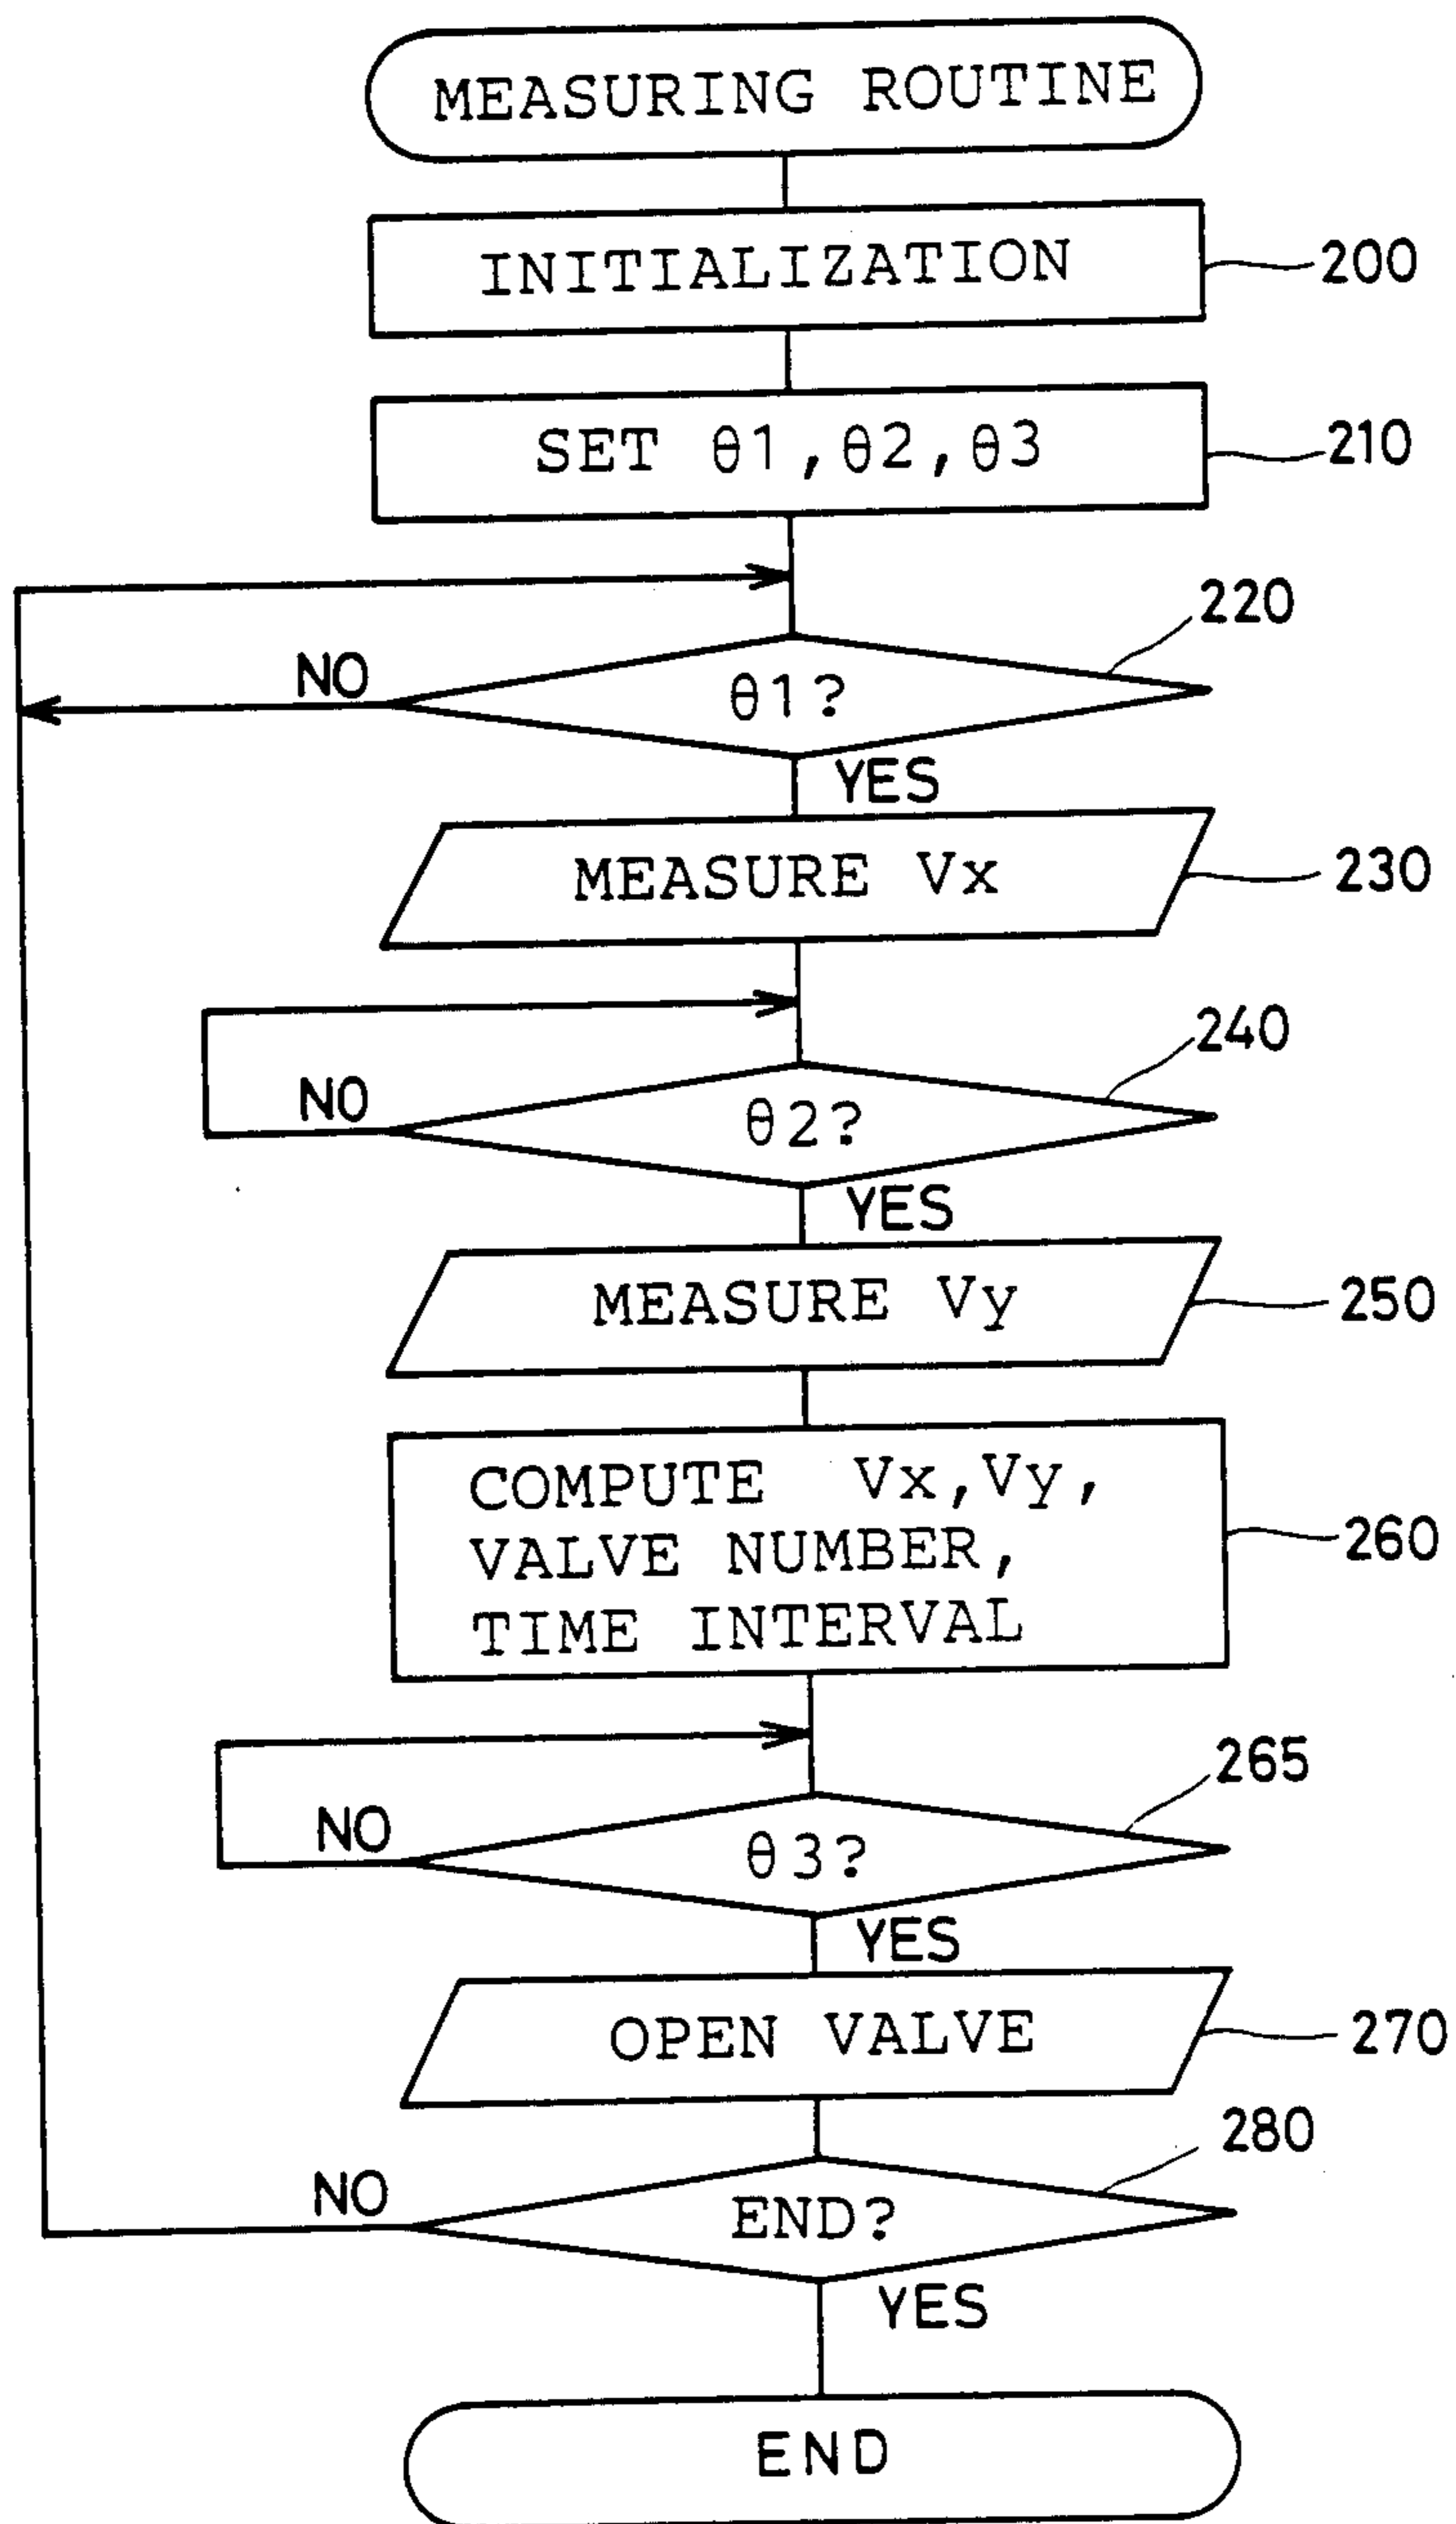 MEASURING ROUTINE
INITIALIZATION
200
SET θ1,θ2,θ3
210
220
NO
θ1?
YES
MEASURE Vx
230
240
NO
θ2?
YES
MEASURE Vy
250
COMPUTE Vx,Vy,
VALVE NUMBER,
TIME INTERVAL
260
265
NO
θ3?
YES
OPEN VALVE
270
280
NO
END?
YES
END